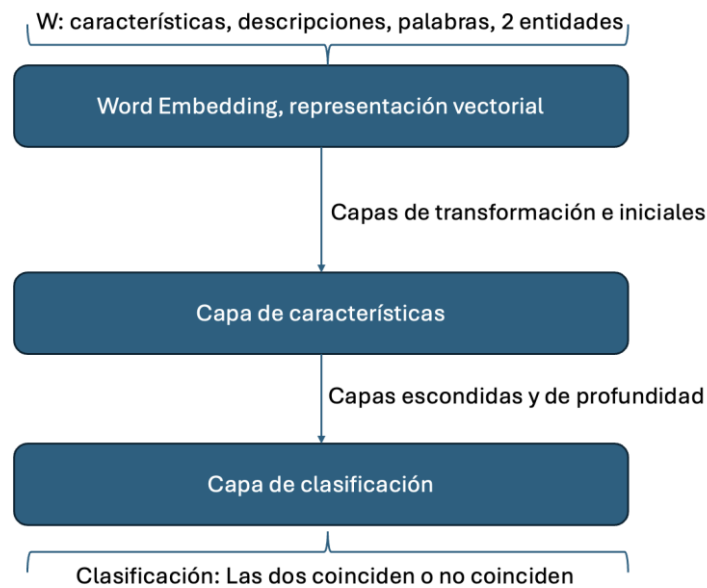 W: características, descripciones, palabras, 2 entidades
Word Embedding, representación vectorial
Capas de transformación e iniciales
Capa de características
Capas escondidas y de profundidad
Capa de clasificación
Clasificación: Las dos coinciden o no coinciden